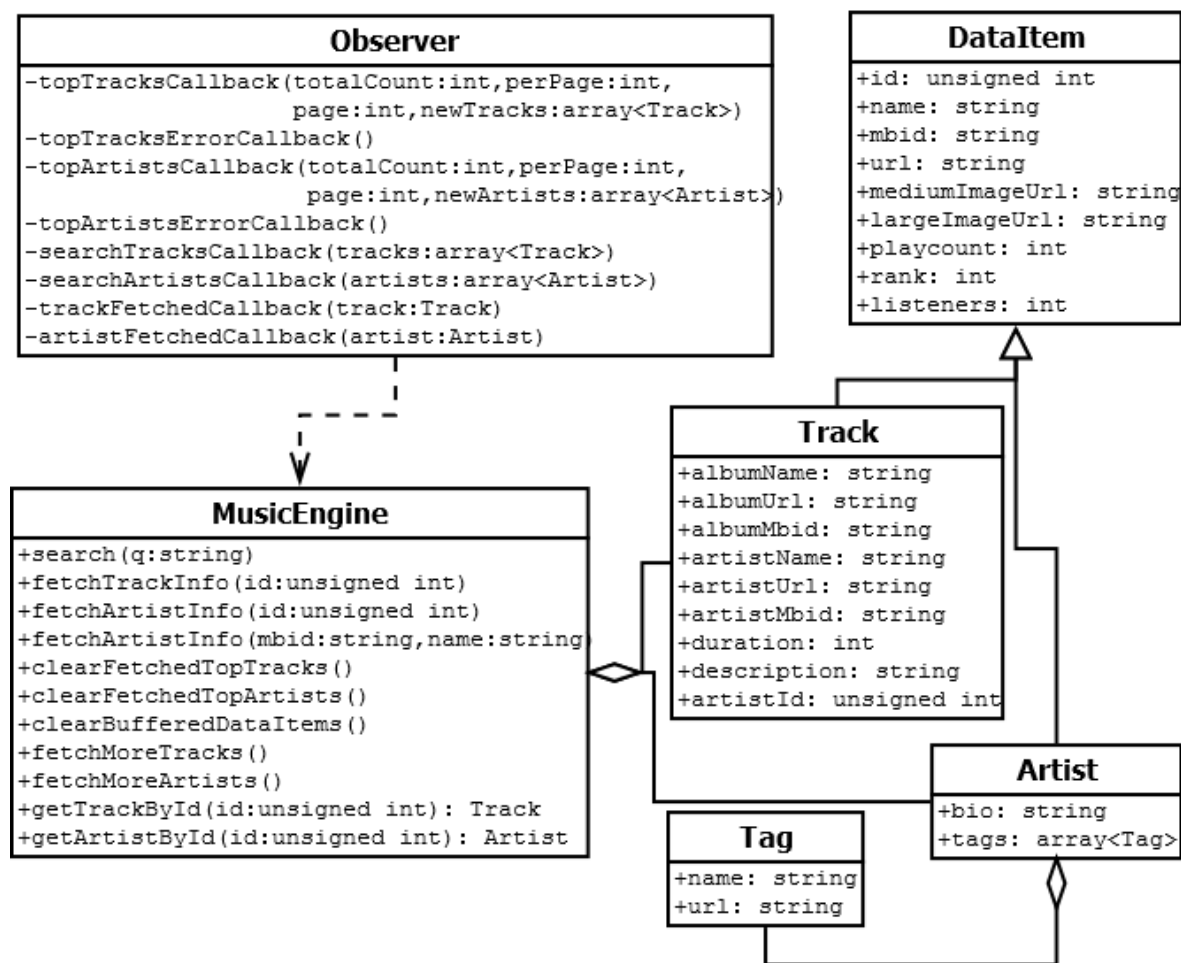 Observer
-topTracksCallback(totalCount:int,perPage:int,
page:int,newTracks:array<Track>)
-topTracksErrorCallback()
-topArtistsCallback(totalCount:int,perPage:int,
page:int,newArtists:array<Artist>)
-topArtistsErrorCallback()
-searchTracksCallback(tracks:array<Track>)
-searchArtistsCallback(artists:array<Artist>)
-trackFetchedCallback(track:Track)
-artistFetchedCallback(artist:Artist)
DataItem
+id: unsigned int
+name: string
+mbid: string
+url: string
+mediumImageUrl: string
+largeImageUrl: string
+playcount: int
+rank: int
+listeners: int
MusicEngine
+search(q:string)
+fetchTrackInfo(id:unsigned int)
+fetchArtistInfo(id:unsigned int)
+fetchArtistInfo(mbid:string,name:string)
+clearFetchedTopTracks()
+clearFetchedTopArtists()
+clearBufferedDataItems()
+fetchMoreTracks()
+fetchMoreArtists()
+getTrackById(id:unsigned int): Track
+getArtistById(id:unsigned int): Artist
Track
+albumName: string
+albumUrl: string
+albumMbid: string
+artistName: string
+artistUrl: string
+artistMbid: string
+duration: int
+description: string
+artistId: unsigned int
Artist
+bio: string
+tags: array<Tag>
Tag
+name: string
+url: string